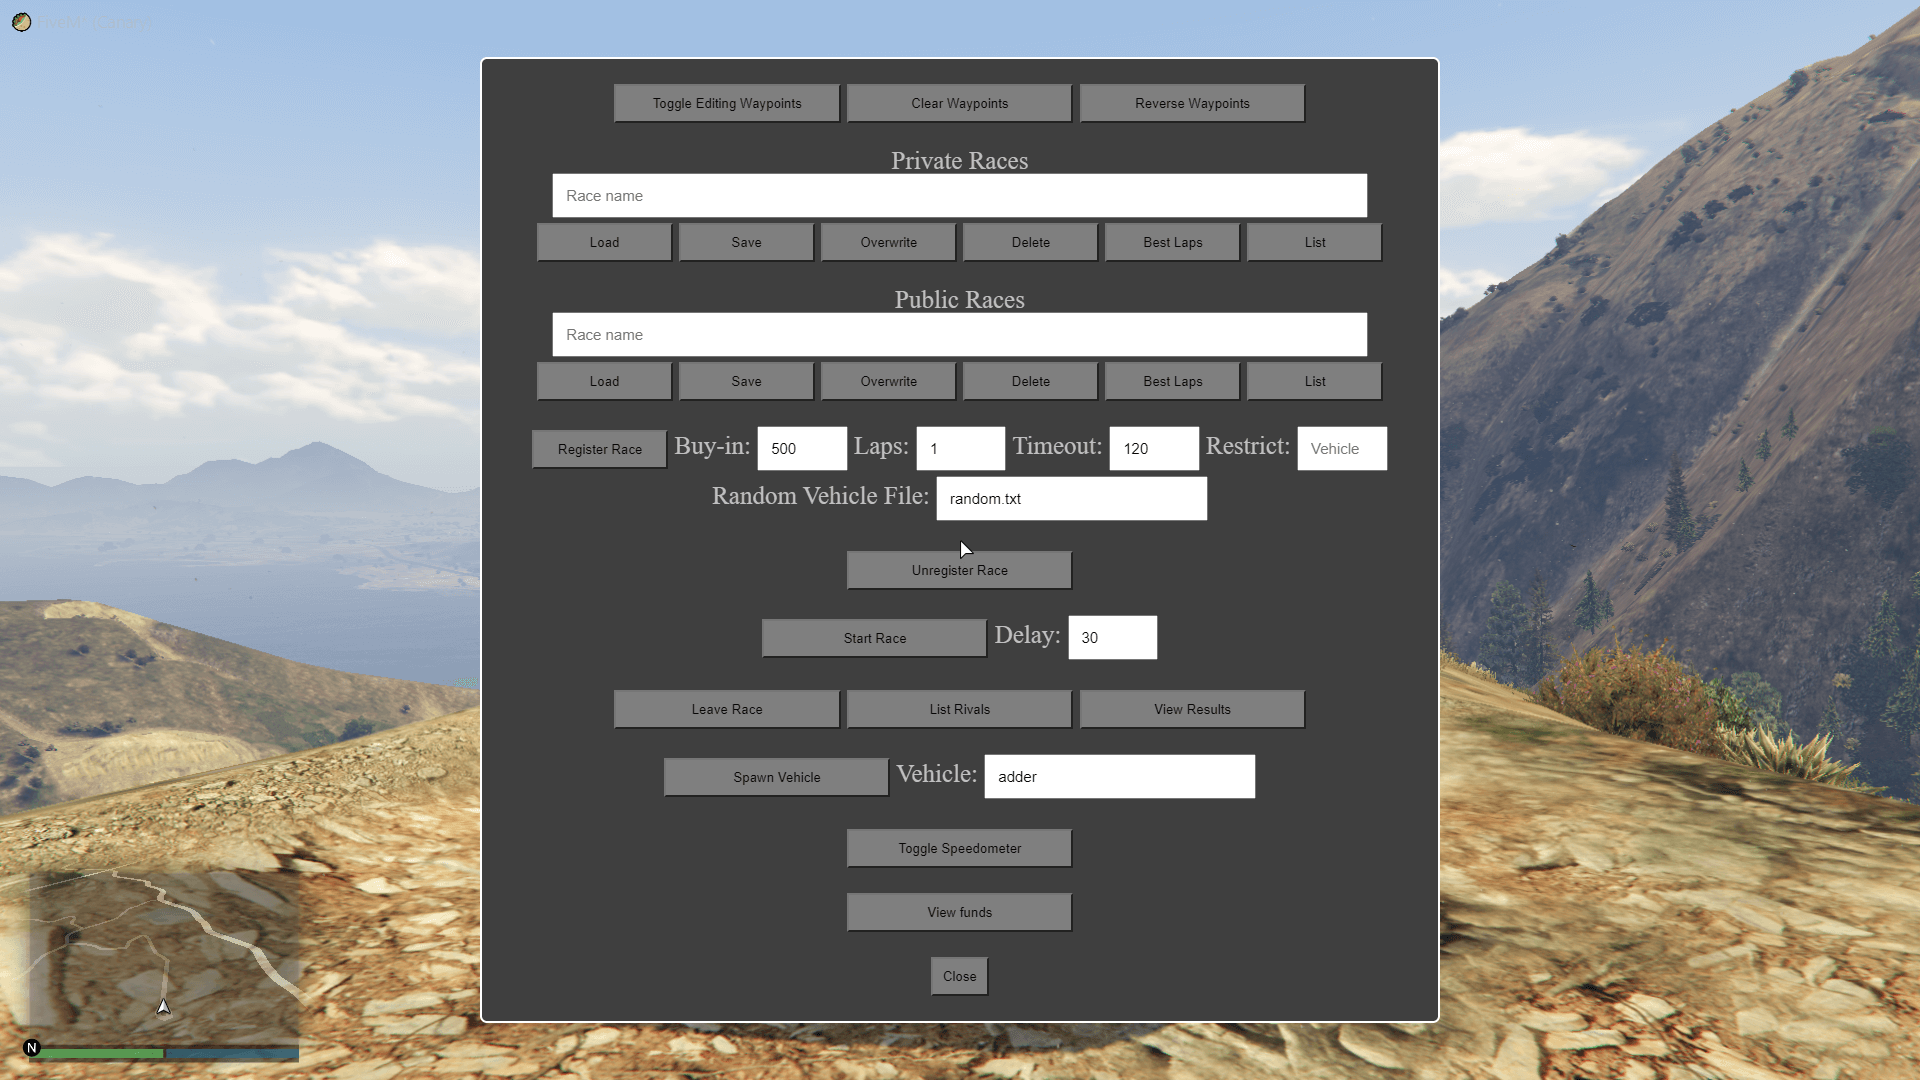 Toggle Editing Waypoints Clear Waypoints Reverse Waypoints
Private Races
Race name
Load Save Overwrite Delete Best Laps List
Public Races
Race name
Load Save Overwrite Delete Best Laps List
Register Race Buy-in: 500 Laps: 1 Timeout: 120 Restrict: Vehicle
Random Vehicle File: random.txt
Unregister Race
Start Race Delay: 30
Leave Race List Rivals View Results
Spawn Vehicle Vehicle: adder
Toggle Speedometer
View funds
Close
N